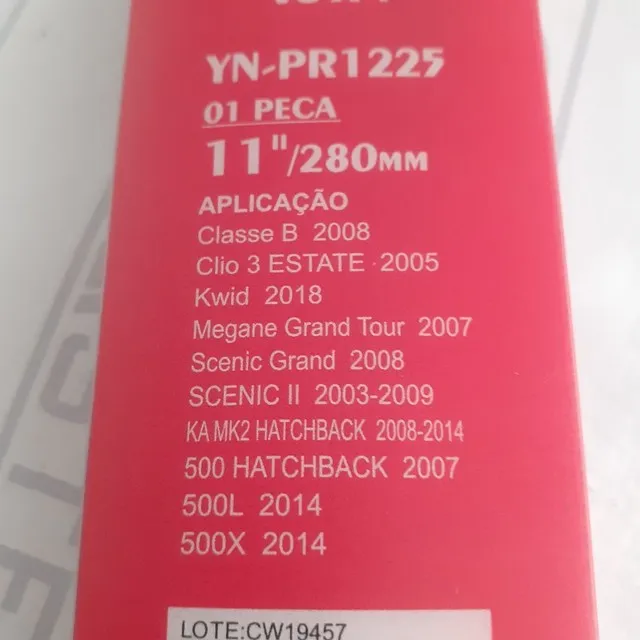 YN-PR1225
01 PECA
11"/280MM
APLICAÇÃO
Classe B 2008
Clio 3 ESTATE 2005
Kwid 2018
Megane Grand Tour 2007
Scenic Grand 2008
SCENIC II 2003-2009
KA MK2 HATCHBACK 2008-2014
500 HATCHBACK 2007
500L 2014
500X 2014
LOTE:CW19457